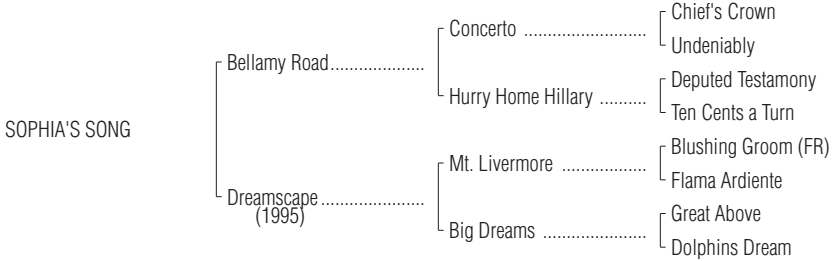 Chief's Crown
Concerto ..........................
Undeniably
Bellamy Road....................
Deputed Testamony
Hurry Home Hillary ..........
Ten Cents a Turn
SOPHIA'S SONG
Blushing Groom (FR)
Mt. Livermore ..................
Flama Ardiente
Dreamscape......................
(1995)
Great Above
Big Dreams ......................
Dolphins Dream